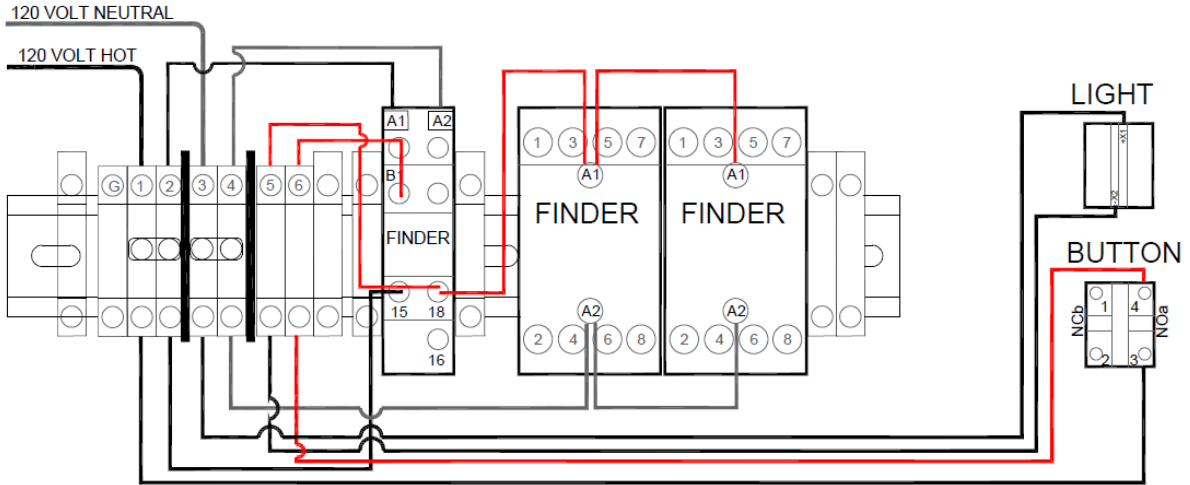 120 VOLT NEUTRAL
120 VOLT HOT
LIGHT
A1 A2
+X1
1 3 5 7
1 3 5 7
G 1 2 3 4 5 6
B1
A1
A1
-X2
FINDER
FINDER
FINDER
BUTTON
15 18
A2
A2
1 4
NCb
NOa
2 4 6 8
2 4 6 8
16
2 3